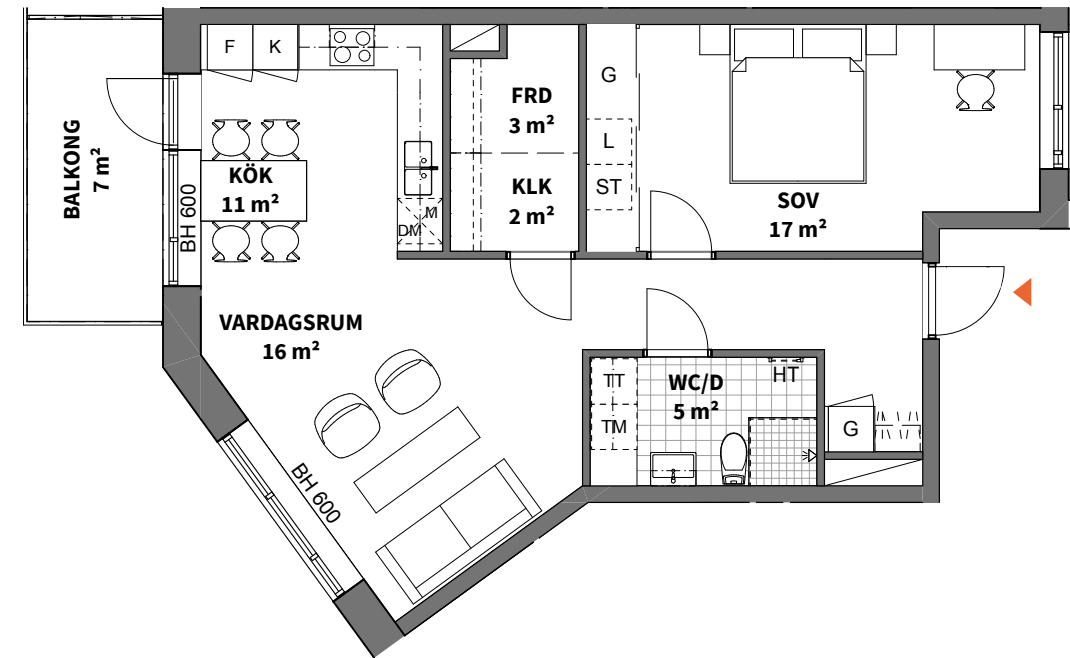 F
K
G
FRD
3 m²
BALKONG
7 m²
L
KÖK
11 m²
KLK
2 m²
ST
SOV
17 m²
BH 600
M
DM
VARDAGSRUM
16 m²
TT
WC/D
5 m²
HT
TM
G
BH 600